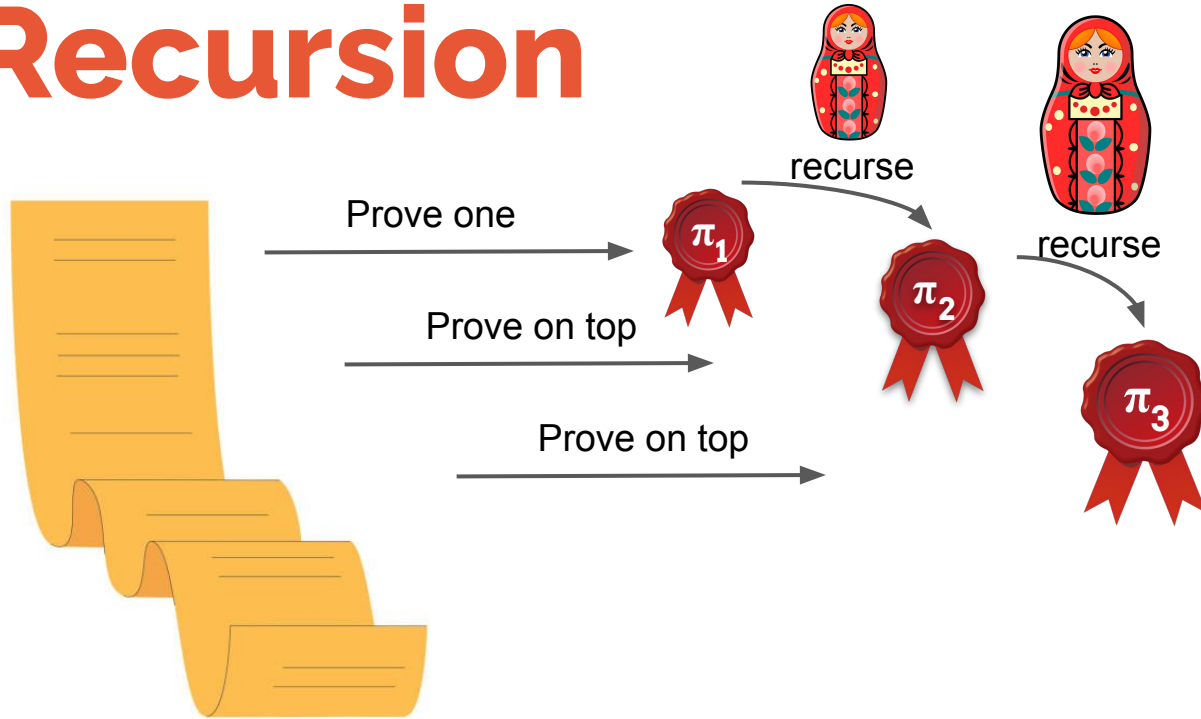 Recursion
recurse
Prove one
π1
recurse
π2
Prove on top
π3
Prove on top